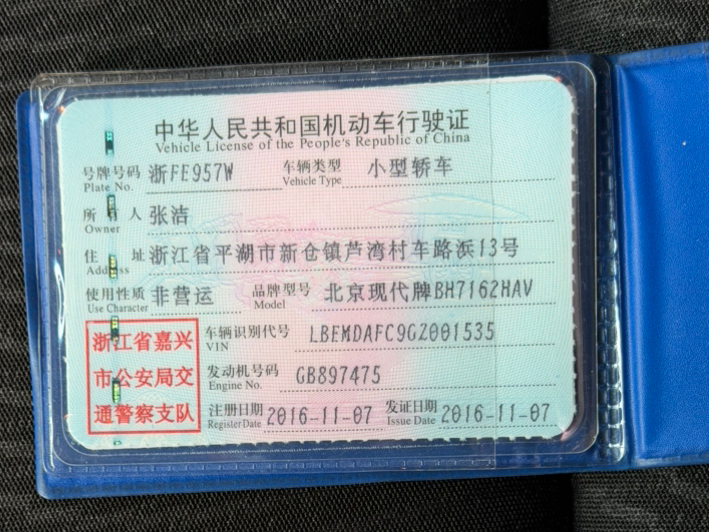 中华人民共和国机动车行驶证
Vehicle License of the People's Republic of China
号牌号码 浙FE957W 车辆类型 小型轿车
Plate No. Vehicle Type
所有人 张洁
Owner
住址 浙江省平湖市新仓镇芦湾村车路浜13号
Address
使用性质 非营运 品牌型号 北京现代牌BH7162HAV
Use Character Model
浙江省嘉兴
市公安局交
通警察支队
车辆识别代号 LBEMDAFC9GZ001535
VIN
发动机号码 GB897475
Engine No.
注册日期 2016-11-07 发证日期 2016-11-07
Register Date Issue Date